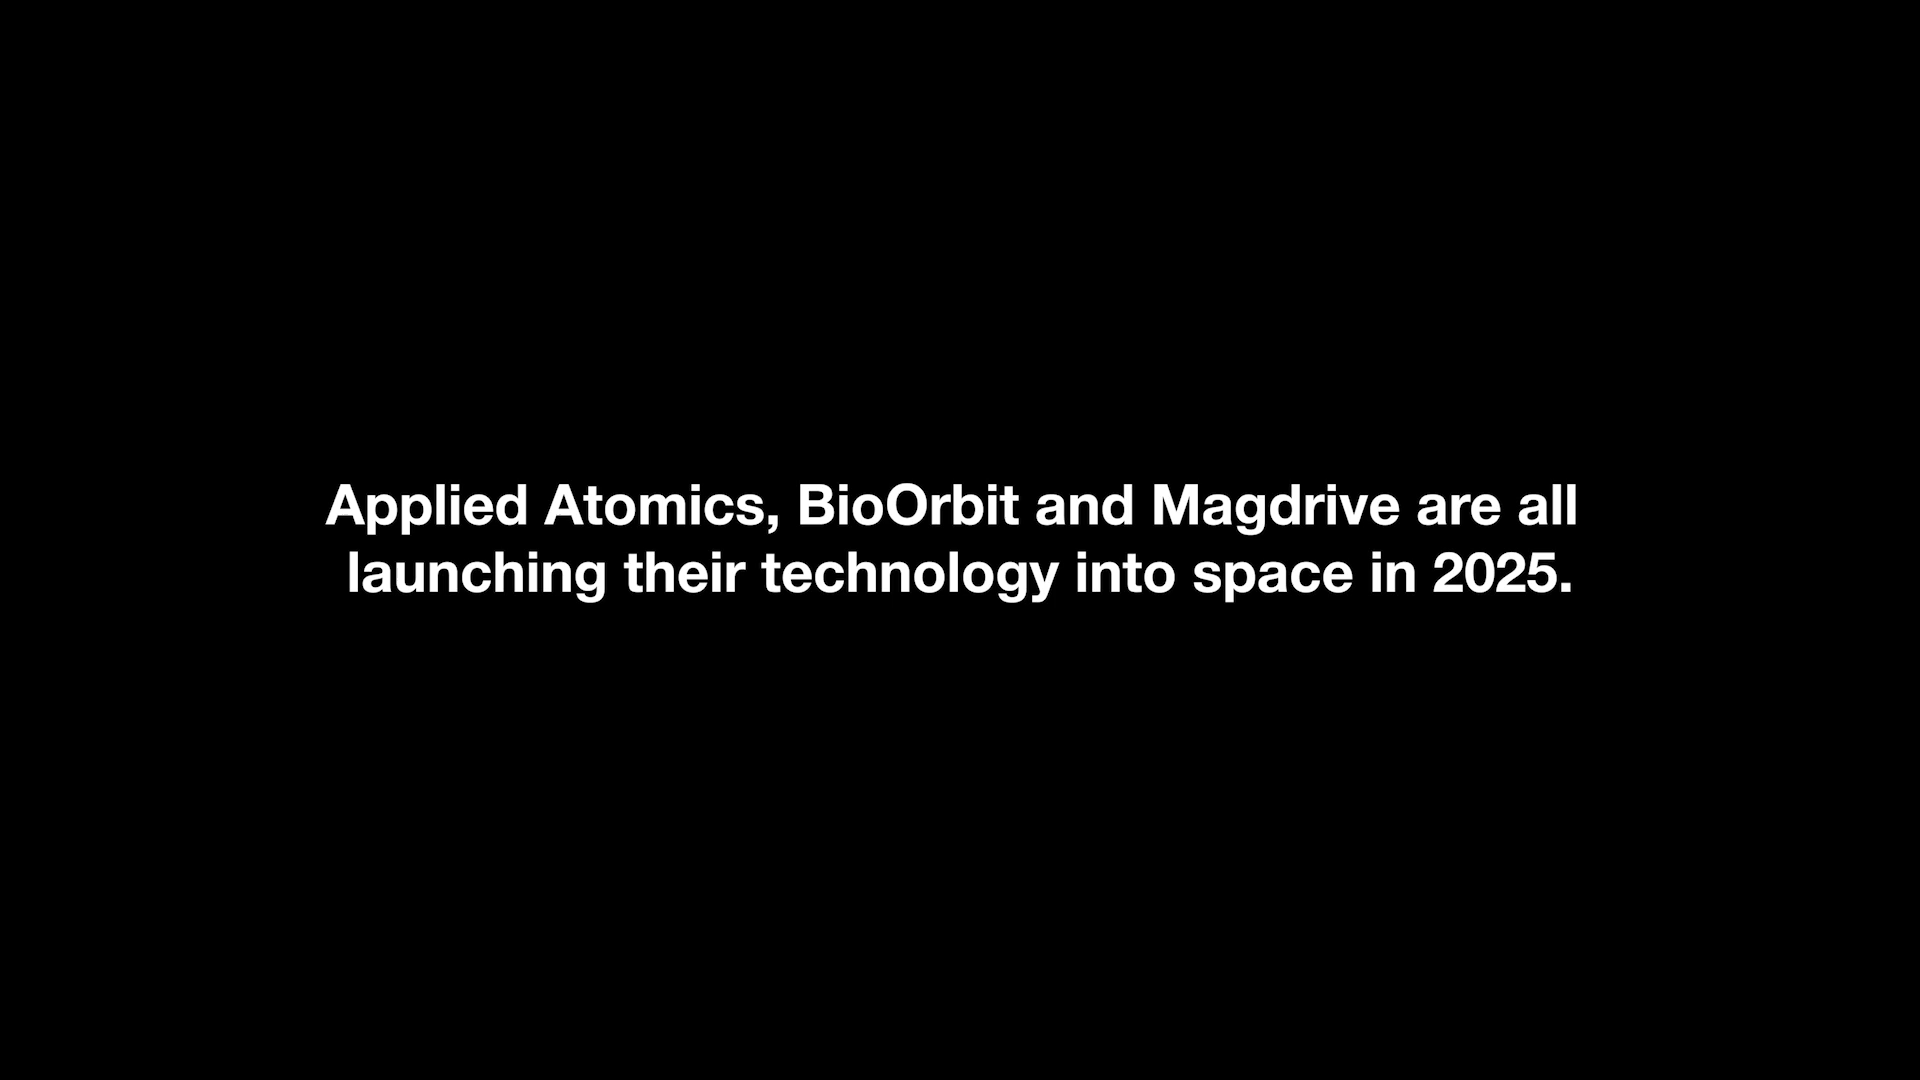 Applied Atomics, BioOrbit and Magdrive are all
launching their technology into space in 2025.